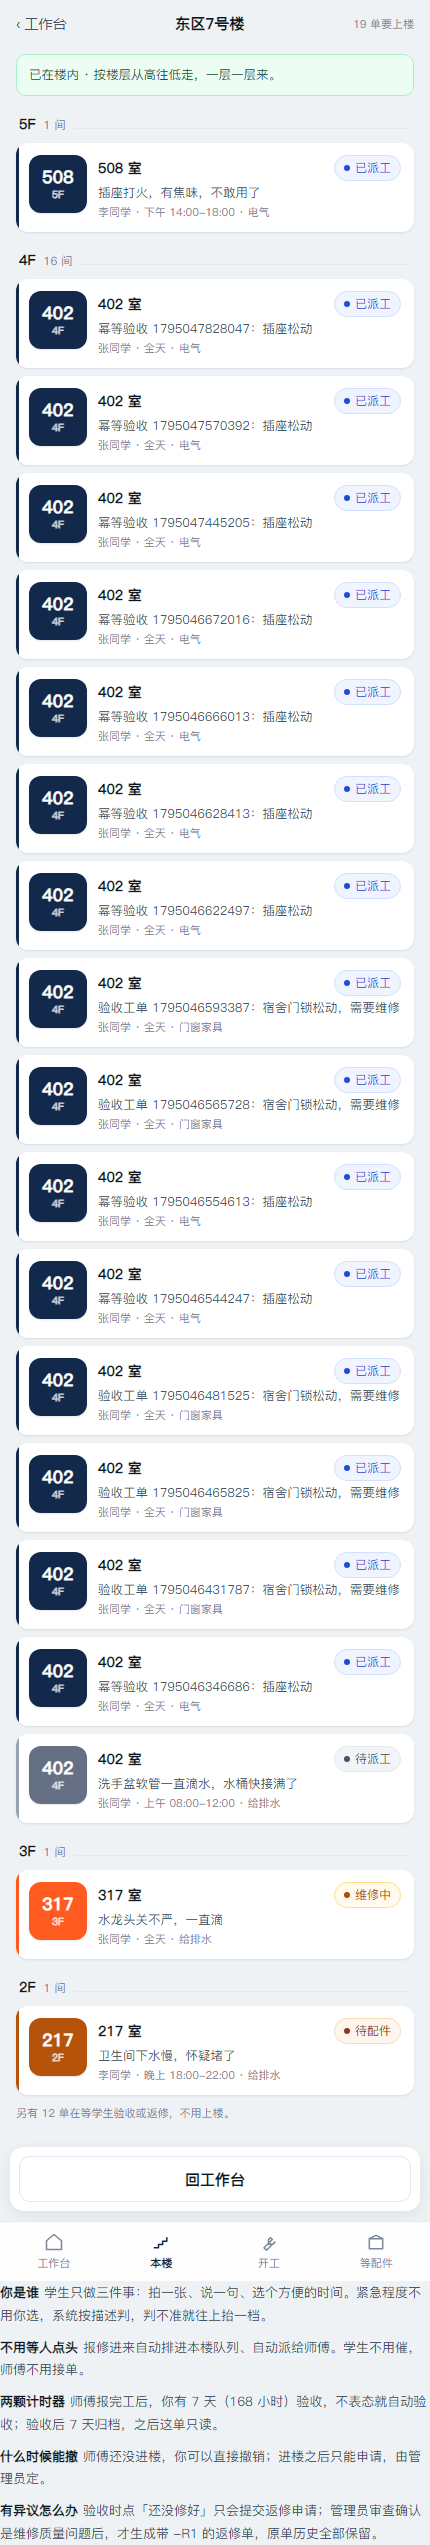 ‹ 工作台
东区7号楼
19 单要上楼
已在楼内 · 按楼层从高往低走，一层一层来。
5F 1 间
508
5F
508 室
已派工
插座打火，有焦味，不敢用了
李同学 · 下午 14:00–18:00 · 电气
4F 16 间
402
4F
402 室
已派工
幂等验收 1795047828047：插座松动
张同学 · 全天 · 电气
402
4F
402 室
已派工
幂等验收 1795047570392：插座松动
张同学 · 全天 · 电气
402
4F
402 室
已派工
幂等验收 1795047445205：插座松动
张同学 · 全天 · 电气
402
4F
402 室
已派工
幂等验收 1795046672016：插座松动
张同学 · 全天 · 电气
402
4F
402 室
已派工
幂等验收 1795046666013：插座松动
张同学 · 全天 · 电气
402
4F
402 室
已派工
幂等验收 1795046628413：插座松动
张同学 · 全天 · 电气
402
4F
402 室
已派工
幂等验收 1795046622497：插座松动
张同学 · 全天 · 电气
402
4F
402 室
已派工
验收工单 1795046593387：宿舍门锁松动，需要维修
张同学 · 全天 · 门窗家具
402
4F
402 室
已派工
验收工单 1795046565728：宿舍门锁松动，需要维修
张同学 · 全天 · 门窗家具
402
4F
402 室
已派工
幂等验收 1795046554613：插座松动
张同学 · 全天 · 电气
402
4F
402 室
已派工
幂等验收 1795046544247：插座松动
张同学 · 全天 · 电气
402
4F
402 室
已派工
验收工单 1795046481525：宿舍门锁松动，需要维修
张同学 · 全天 · 门窗家具
402
4F
402 室
已派工
验收工单 1795046465825：宿舍门锁松动，需要维修
张同学 · 全天 · 门窗家具
402
4F
402 室
已派工
验收工单 1795046431787：宿舍门锁松动，需要维修
张同学 · 全天 · 门窗家具
402
4F
402 室
已派工
幂等验收 1795046346686：插座松动
张同学 · 全天 · 电气
402
4F
402 室
待派工
洗手盆软管一直滴水，水桶快接满了
张同学 · 上午 08:00–12:00 · 给排水
3F 1 间
317
3F
317 室
维修中
水龙头关不严，一直滴
张同学 · 全天 · 给排水
2F 1 间
217
2F
217 室
待配件
卫生间下水慢，怀疑堵了
李同学 · 晚上 18:00–22:00 · 给排水
另有 12 单在等学生验收或返修，不用上楼。
回工作台
工作台
本楼
开工
等配件
你是谁 学生只做三件事：拍一张、说一句、选个方便的时间。紧急程度不
用你选，系统按描述判，判不准就往上抬一档。
不用等人点头 报修进来自动排进本楼队列、自动派给师傅。学生不用催，
师傅不用接单。
两颗计时器 师傅报完工后，你有 7 天（168 小时）验收，不表态就自动验
收；验收后 7 天归档，之后这单只读。
什么时候能撤 师傅还没进楼，你可以直接撤销；进楼之后只能申请，由管
理员定。
有异议怎么办 验收时点「还没修好」只会提交返修申请；管理员审查确认
是维修质量问题后，才生成带 –R1 的返修单，原单历史全部保留。